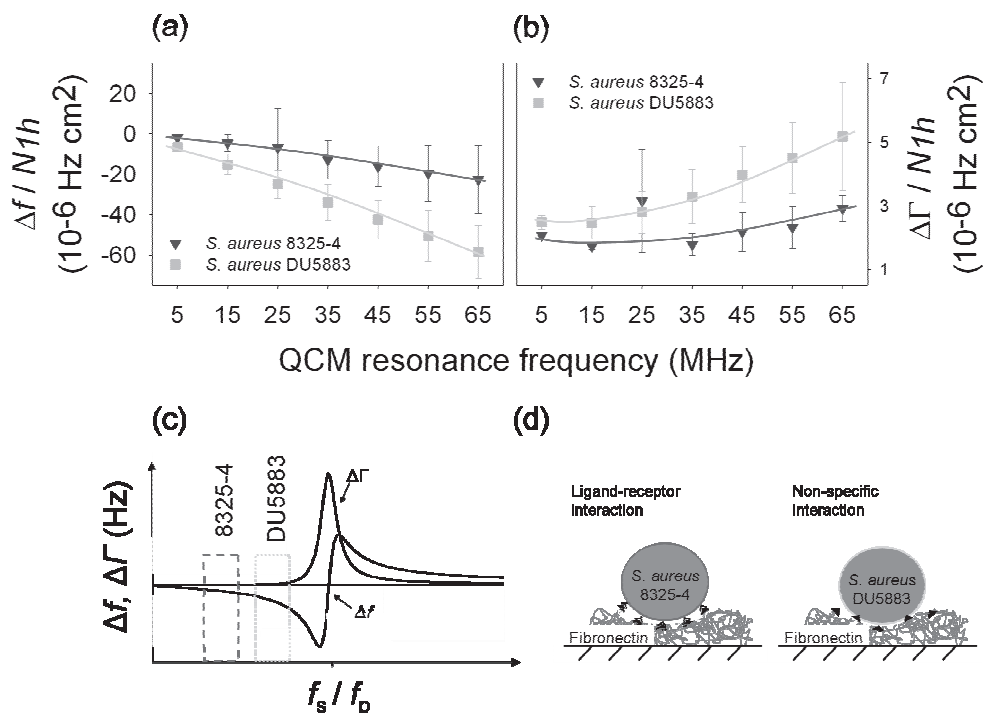 (a)
(b)
Δf / N1h
(10-6 Hz cm2)
20
0
-20
-40
-60
S. aureus 8325-4
S. aureus DU5883
5 15 25 35 45 55 65
S. aureus 8325-4
S. aureus DU5883
5 15 25 35 45 55 65
7
5
3
1
ΔΓ / N1h
(10-6 Hz cm2)
QCM resonance frequency (MHz)
(c)
(d)
Δf, ΔΓ (Hz)
8325-4
DU5883
ΔΓ
Δf
fs / fp
Ligand-receptor
interaction
Non-specific
interaction
S. aureus
8325-4
Fibronectin
S. aureus
DU5883
Fibronectin